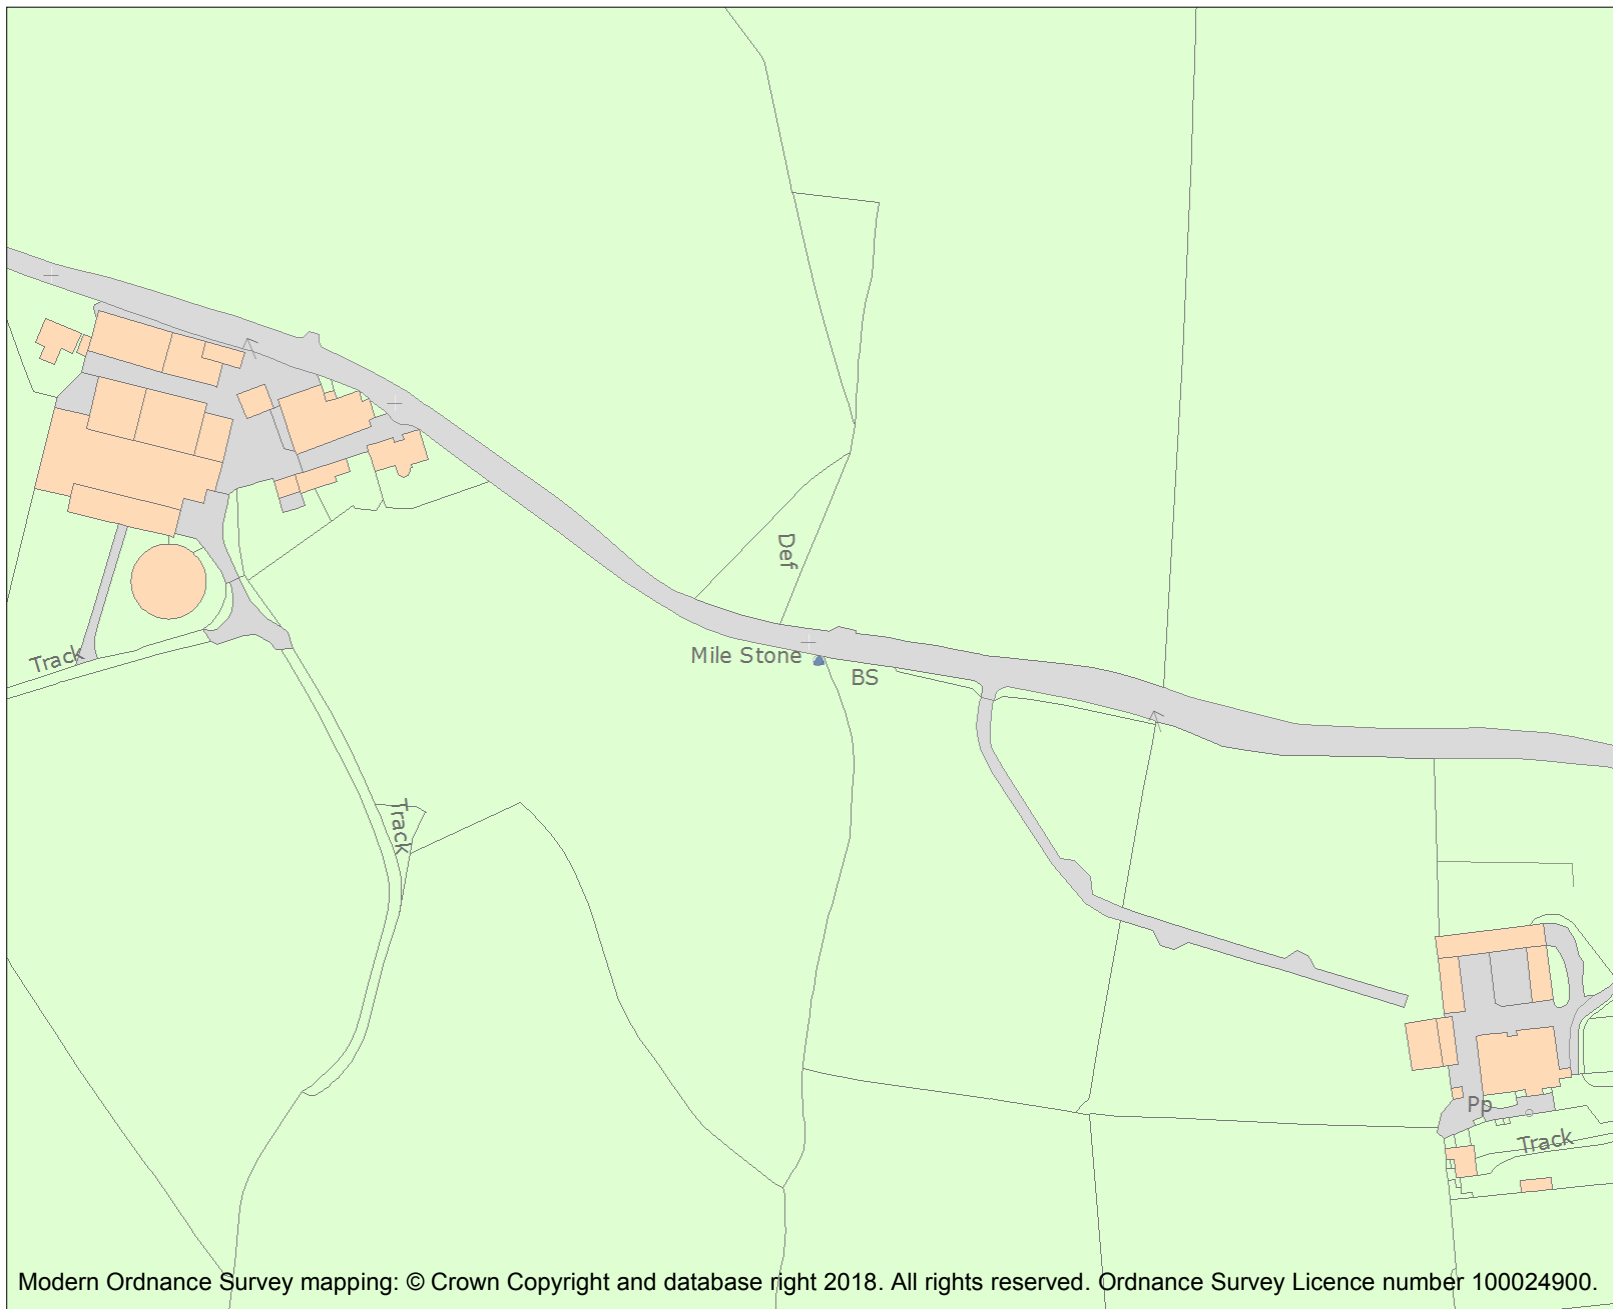 Def
Mile Stone
BS
Track
Track
Pp
Track
Modern Ordnance Survey mapping: © Crown Copyright and database right 2018. All rights reserved. Ordnance Survey Licence number 100024900.